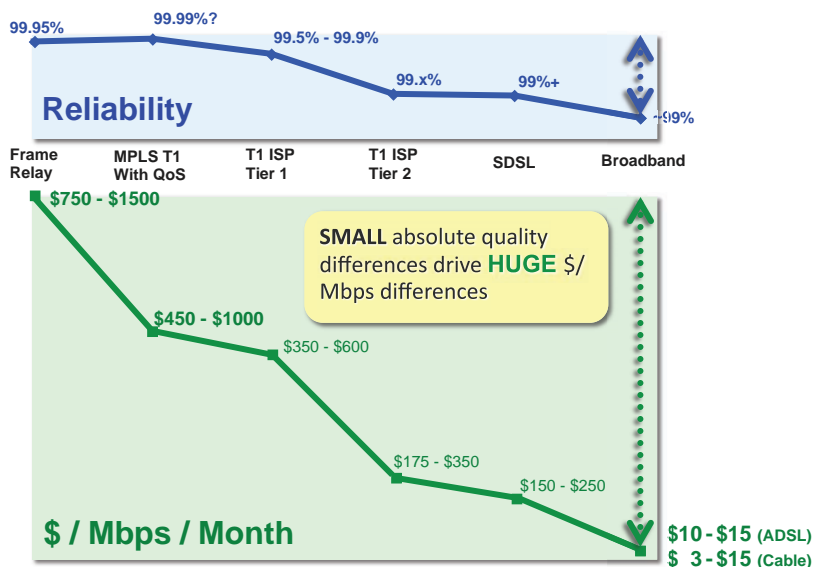 99.95%
99.99%?
99.5% - 99.9%
99.x%
99%+
~99%
Reliability
Frame
Relay
MPLS T1
With QoS
T1 ISP
Tier 1
T1 ISP
Tier 2
SDSL
Broadband
$750 - $1500
SMALL absolute quality
differences drive HUGE $/
Mbps differences
$450 - $1000
$350 - $600
$175 - $350
$150 - $250
$ / Mbps / Month
$10 - $15 (ADSL)
$ 3 - $15 (Cable)